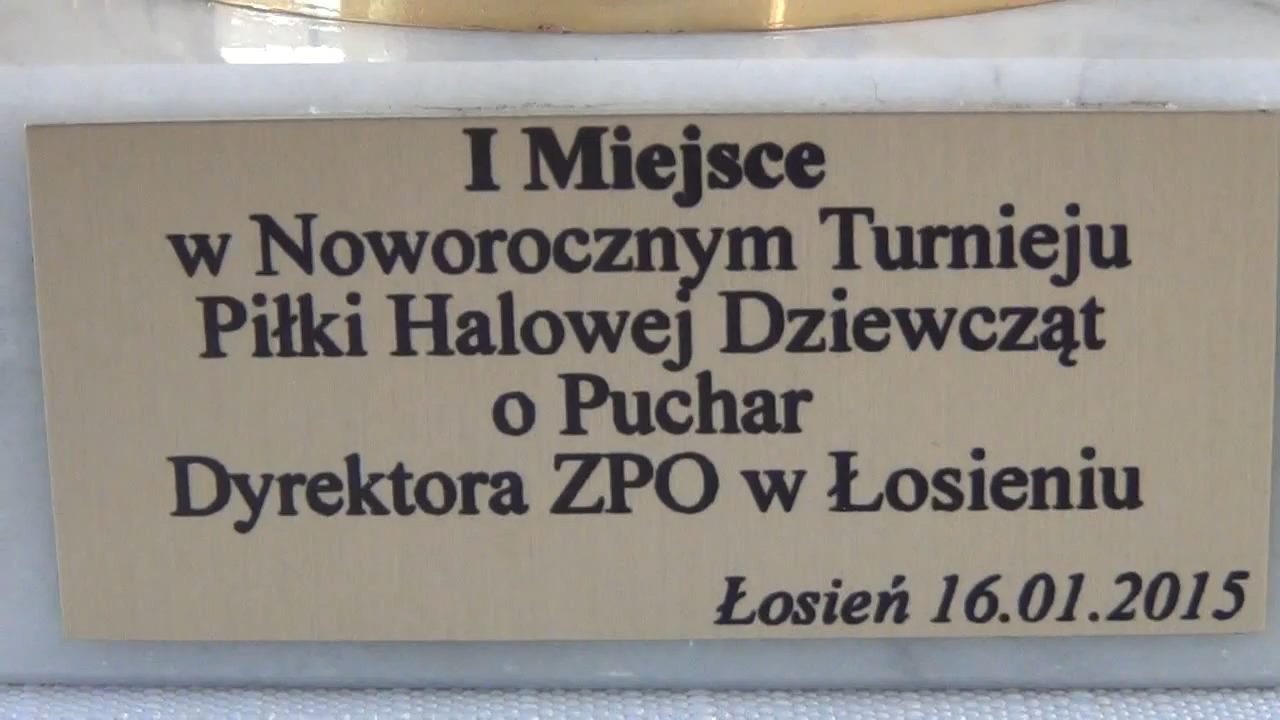 I Miejsce
w Noworocznym Turnieju
Piłki Halowej Dziewcząt
o Puchar
Dyrektora ZPO w Łosieniu
Łosień 16.01.2015